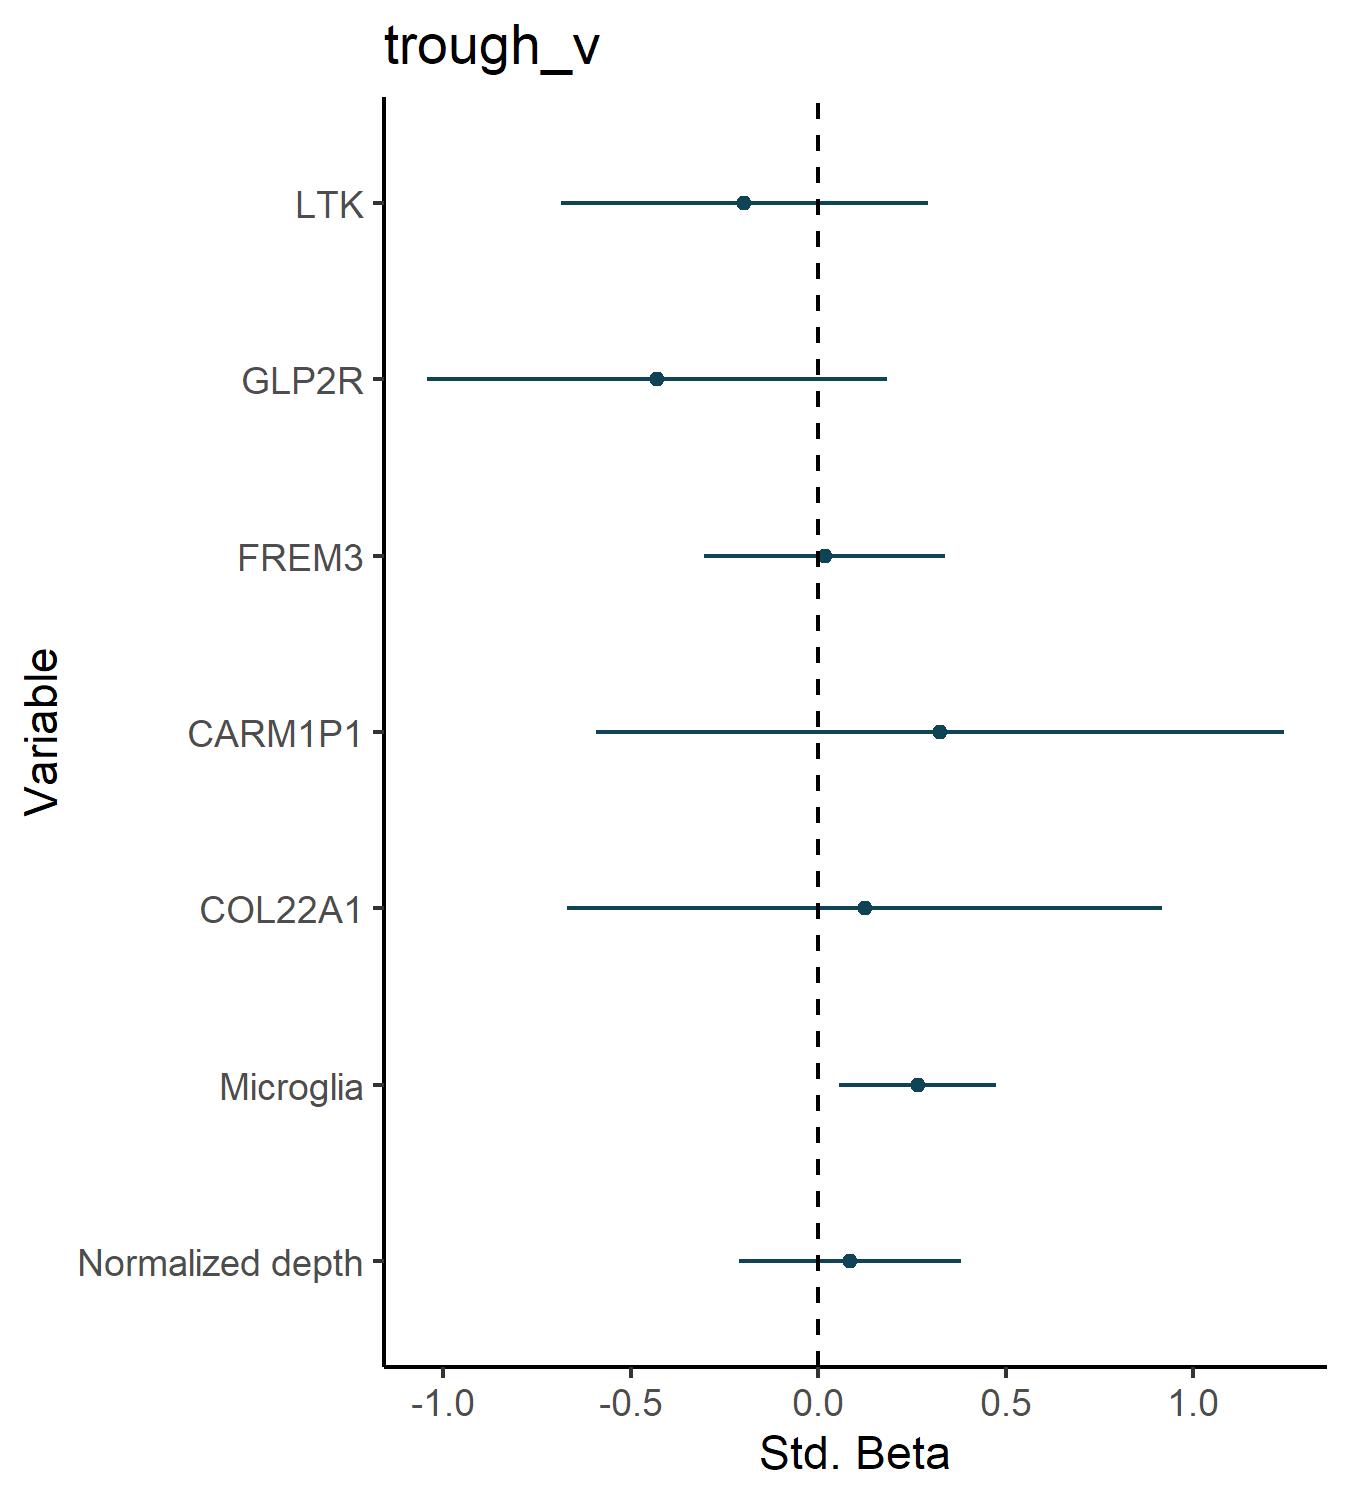 trough_v
LTK
GLP2R
FREM3
CARM1P1
COL22A1
Microglia
Normalized depth
Variable
-1.0 -0.5 0.0 0.5 1.0
Std. Beta